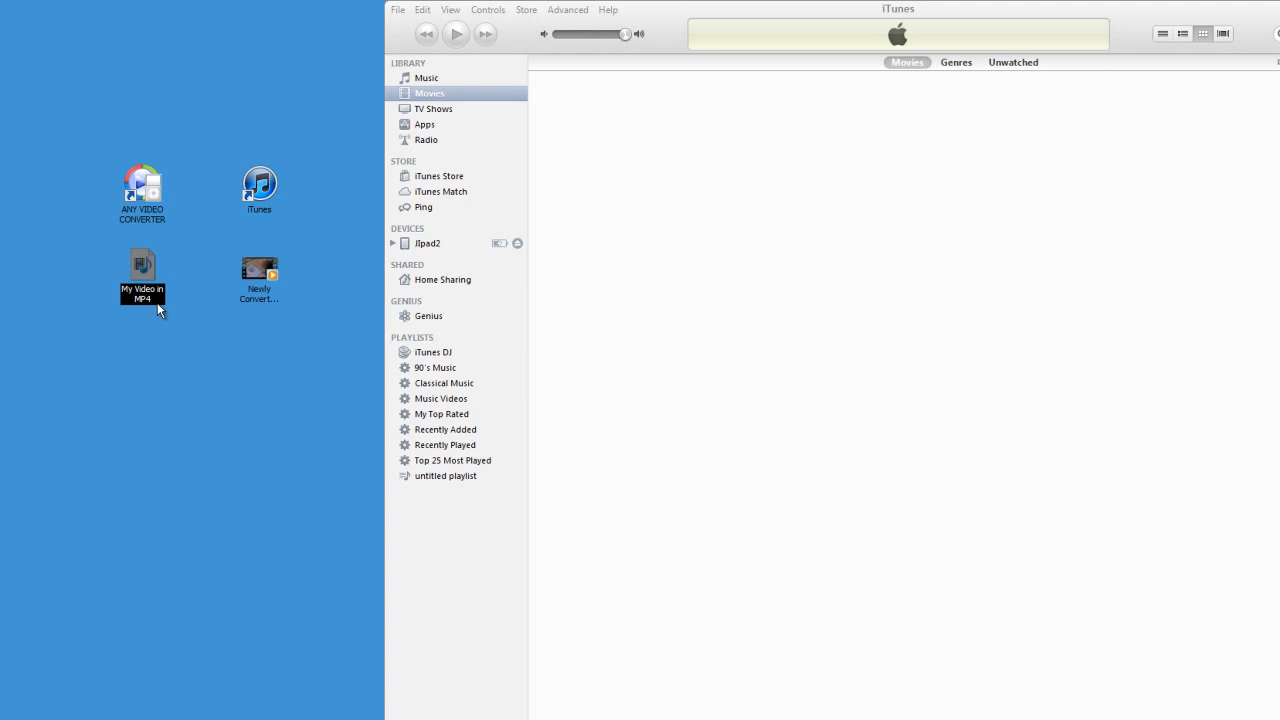 File Edit View Controls Store Advanced Help
iTunes
Movies Genres Unwatched
LIBRARY
Music
Movies
TV Shows
Apps
Radio
STORE
iTunes Store
iTunes Match
Ping
DEVICES
JIpad2
SHARED
Home Sharing
GENIUS
Genius
PLAYLISTS
iTunes DJ
90's Music
Classical Music
Music Videos
My Top Rated
Recently Added
Recently Played
Top 25 Most Played
untitled playlist
ANY VIDEO
CONVERTER
iTunes
My Video in
MP4
Newly
Convert...